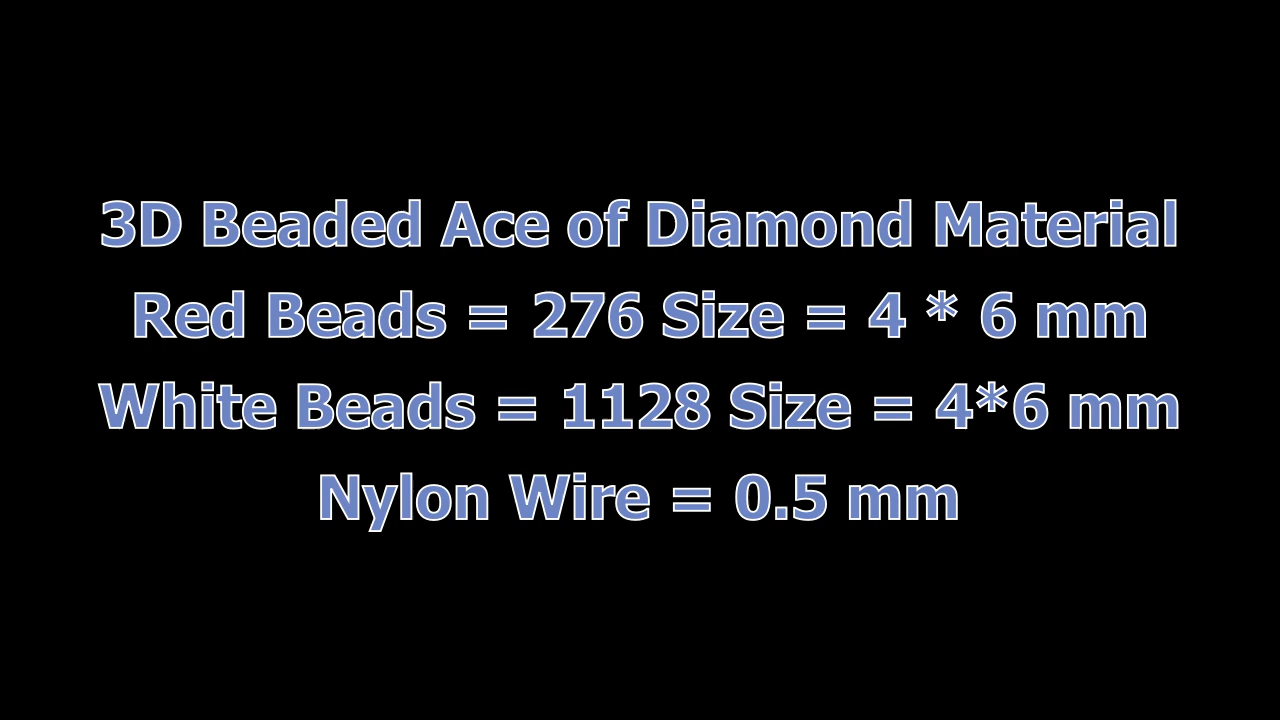 3D Beaded Ace of Diamond Material
Red Beads = 276 Size = 4 * 6 mm
White Beads = 1128 Size = 4*6 mm
Nylon Wire = 0.5 mm